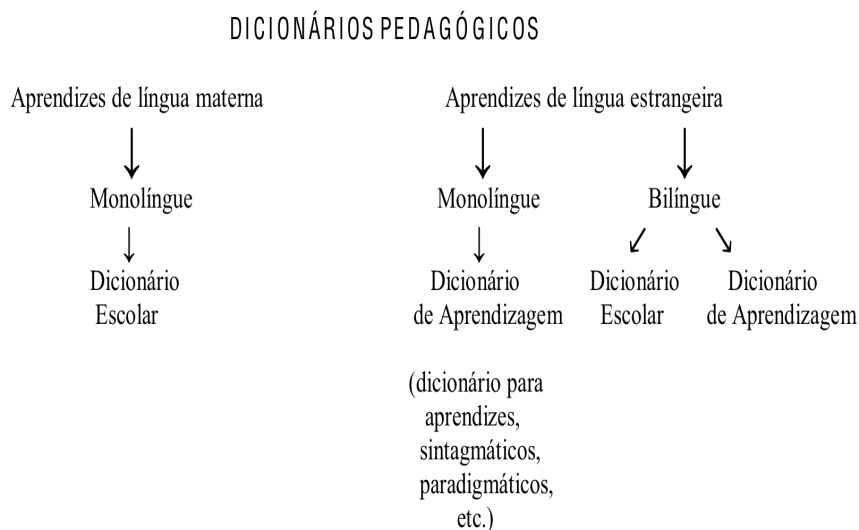 DICIONÁRIOS PEDAGÓGICOS
Aprendizes de língua materna
Aprendizes de língua estrangeira
Monolíngue
Monolíngue
Bilíngue
Dicionário
Escolar
Dicionário
de Aprendizagem
Dicionário
Escolar
Dicionário
de Aprendizagem
(dicionário para
aprendizes,
sintagmáticos,
paradigmáticos,
etc.)